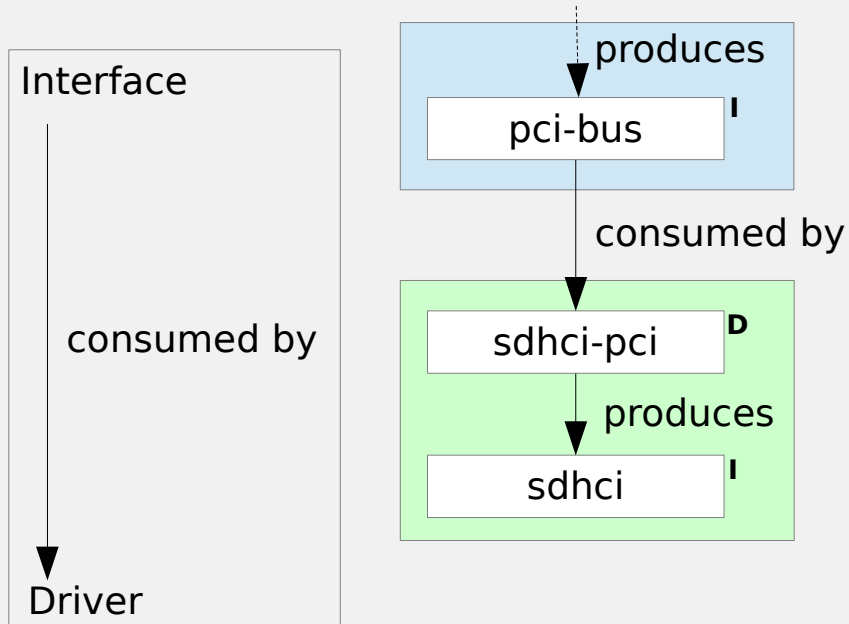 Interface
consumed by
Driver
produces
pci-bus I
consumed by
sdhci-pci D
produces
sdhci I